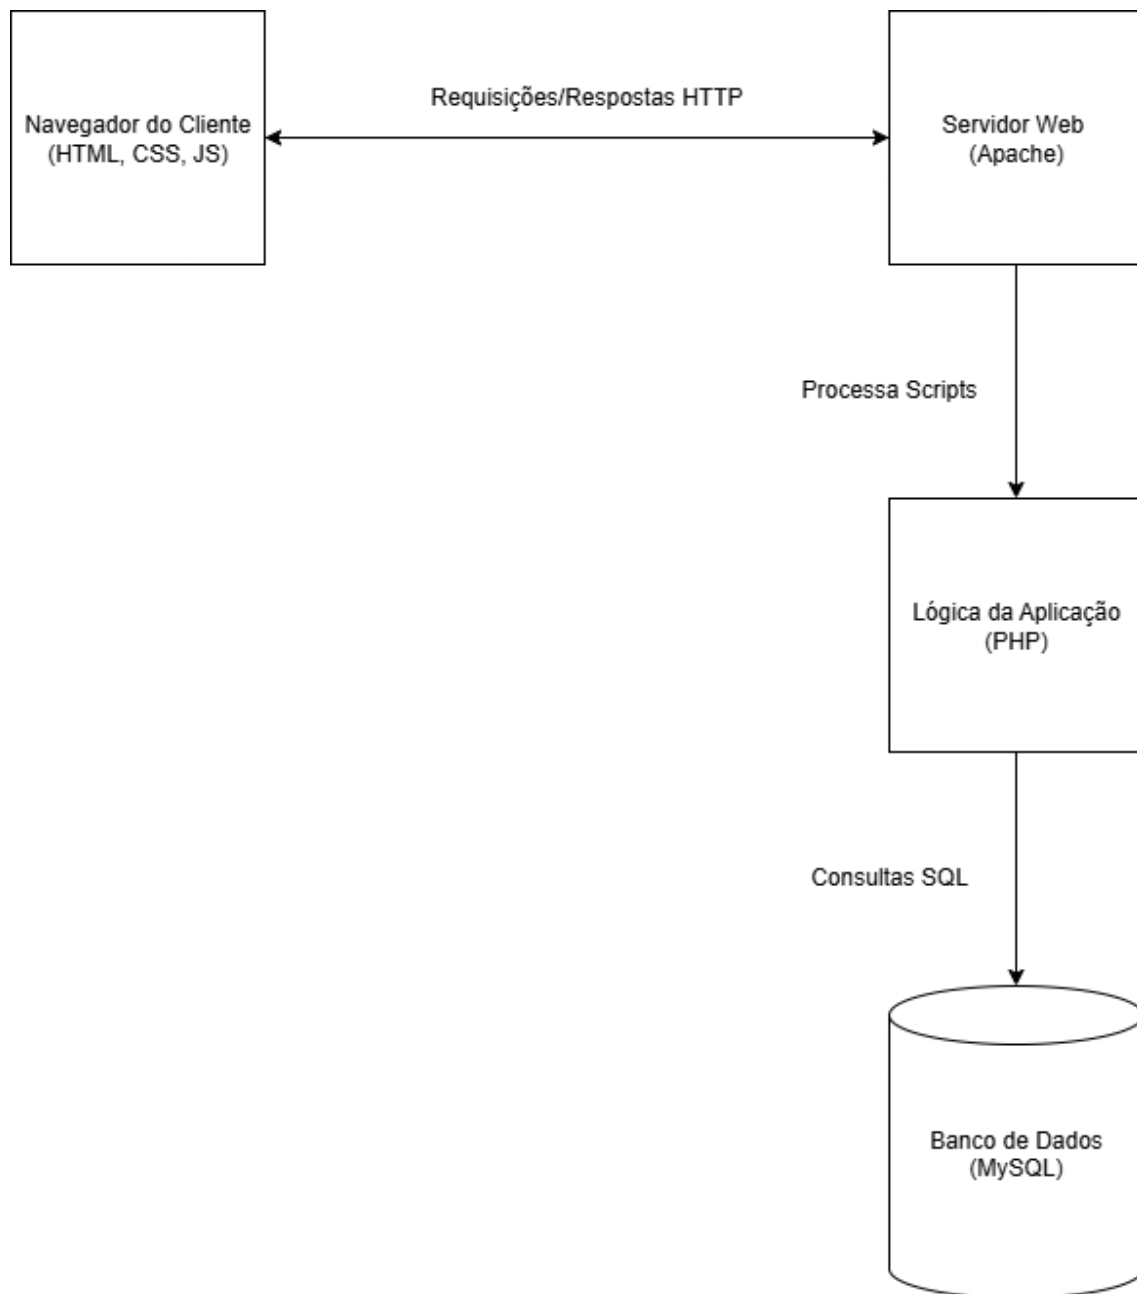 Navegador do Cliente
(HTML, CSS, JS)
Requisições/Respostas HTTP
Servidor Web
(Apache)
Processa Scripts
Lógica da Aplicação
(PHP)
Consultas SQL
Banco de Dados
(MySQL)